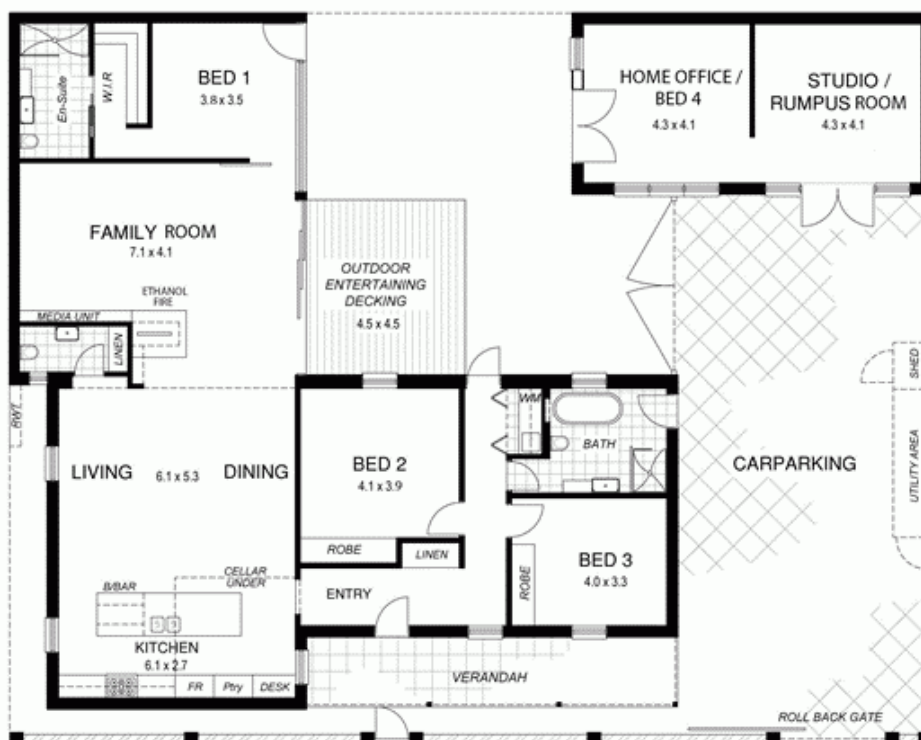 En-Suite
W.I.R
BED 1
3.8 x 3.5
HOME OFFICE /
BED 4
4.3 x 4.1
STUDIO /
RUMPUS ROOM
4.3 x 4.1
FAMILY ROOM
7.1 x 4.1
OUTDOOR
ENTERTAINING
DECKING
4.5 x 4.5
ETHANOL
FIRE
MEDIA UNIT
LINEN
RWT
LIVING
6.1 x 5.3
DINING
BED 2
4.1 x 3.9
WM
BATH
CARPARKING
SHED
UTILITY AREA
ROBE
LINEN
BED 3
4.0 x 3.3
ROBE
CELLAR
UNDER
B/BAR
ENTRY
KITCHEN
6.1 x 2.7
FR
Ptry
DESK
VERANDAH
ROLL BACK GATE